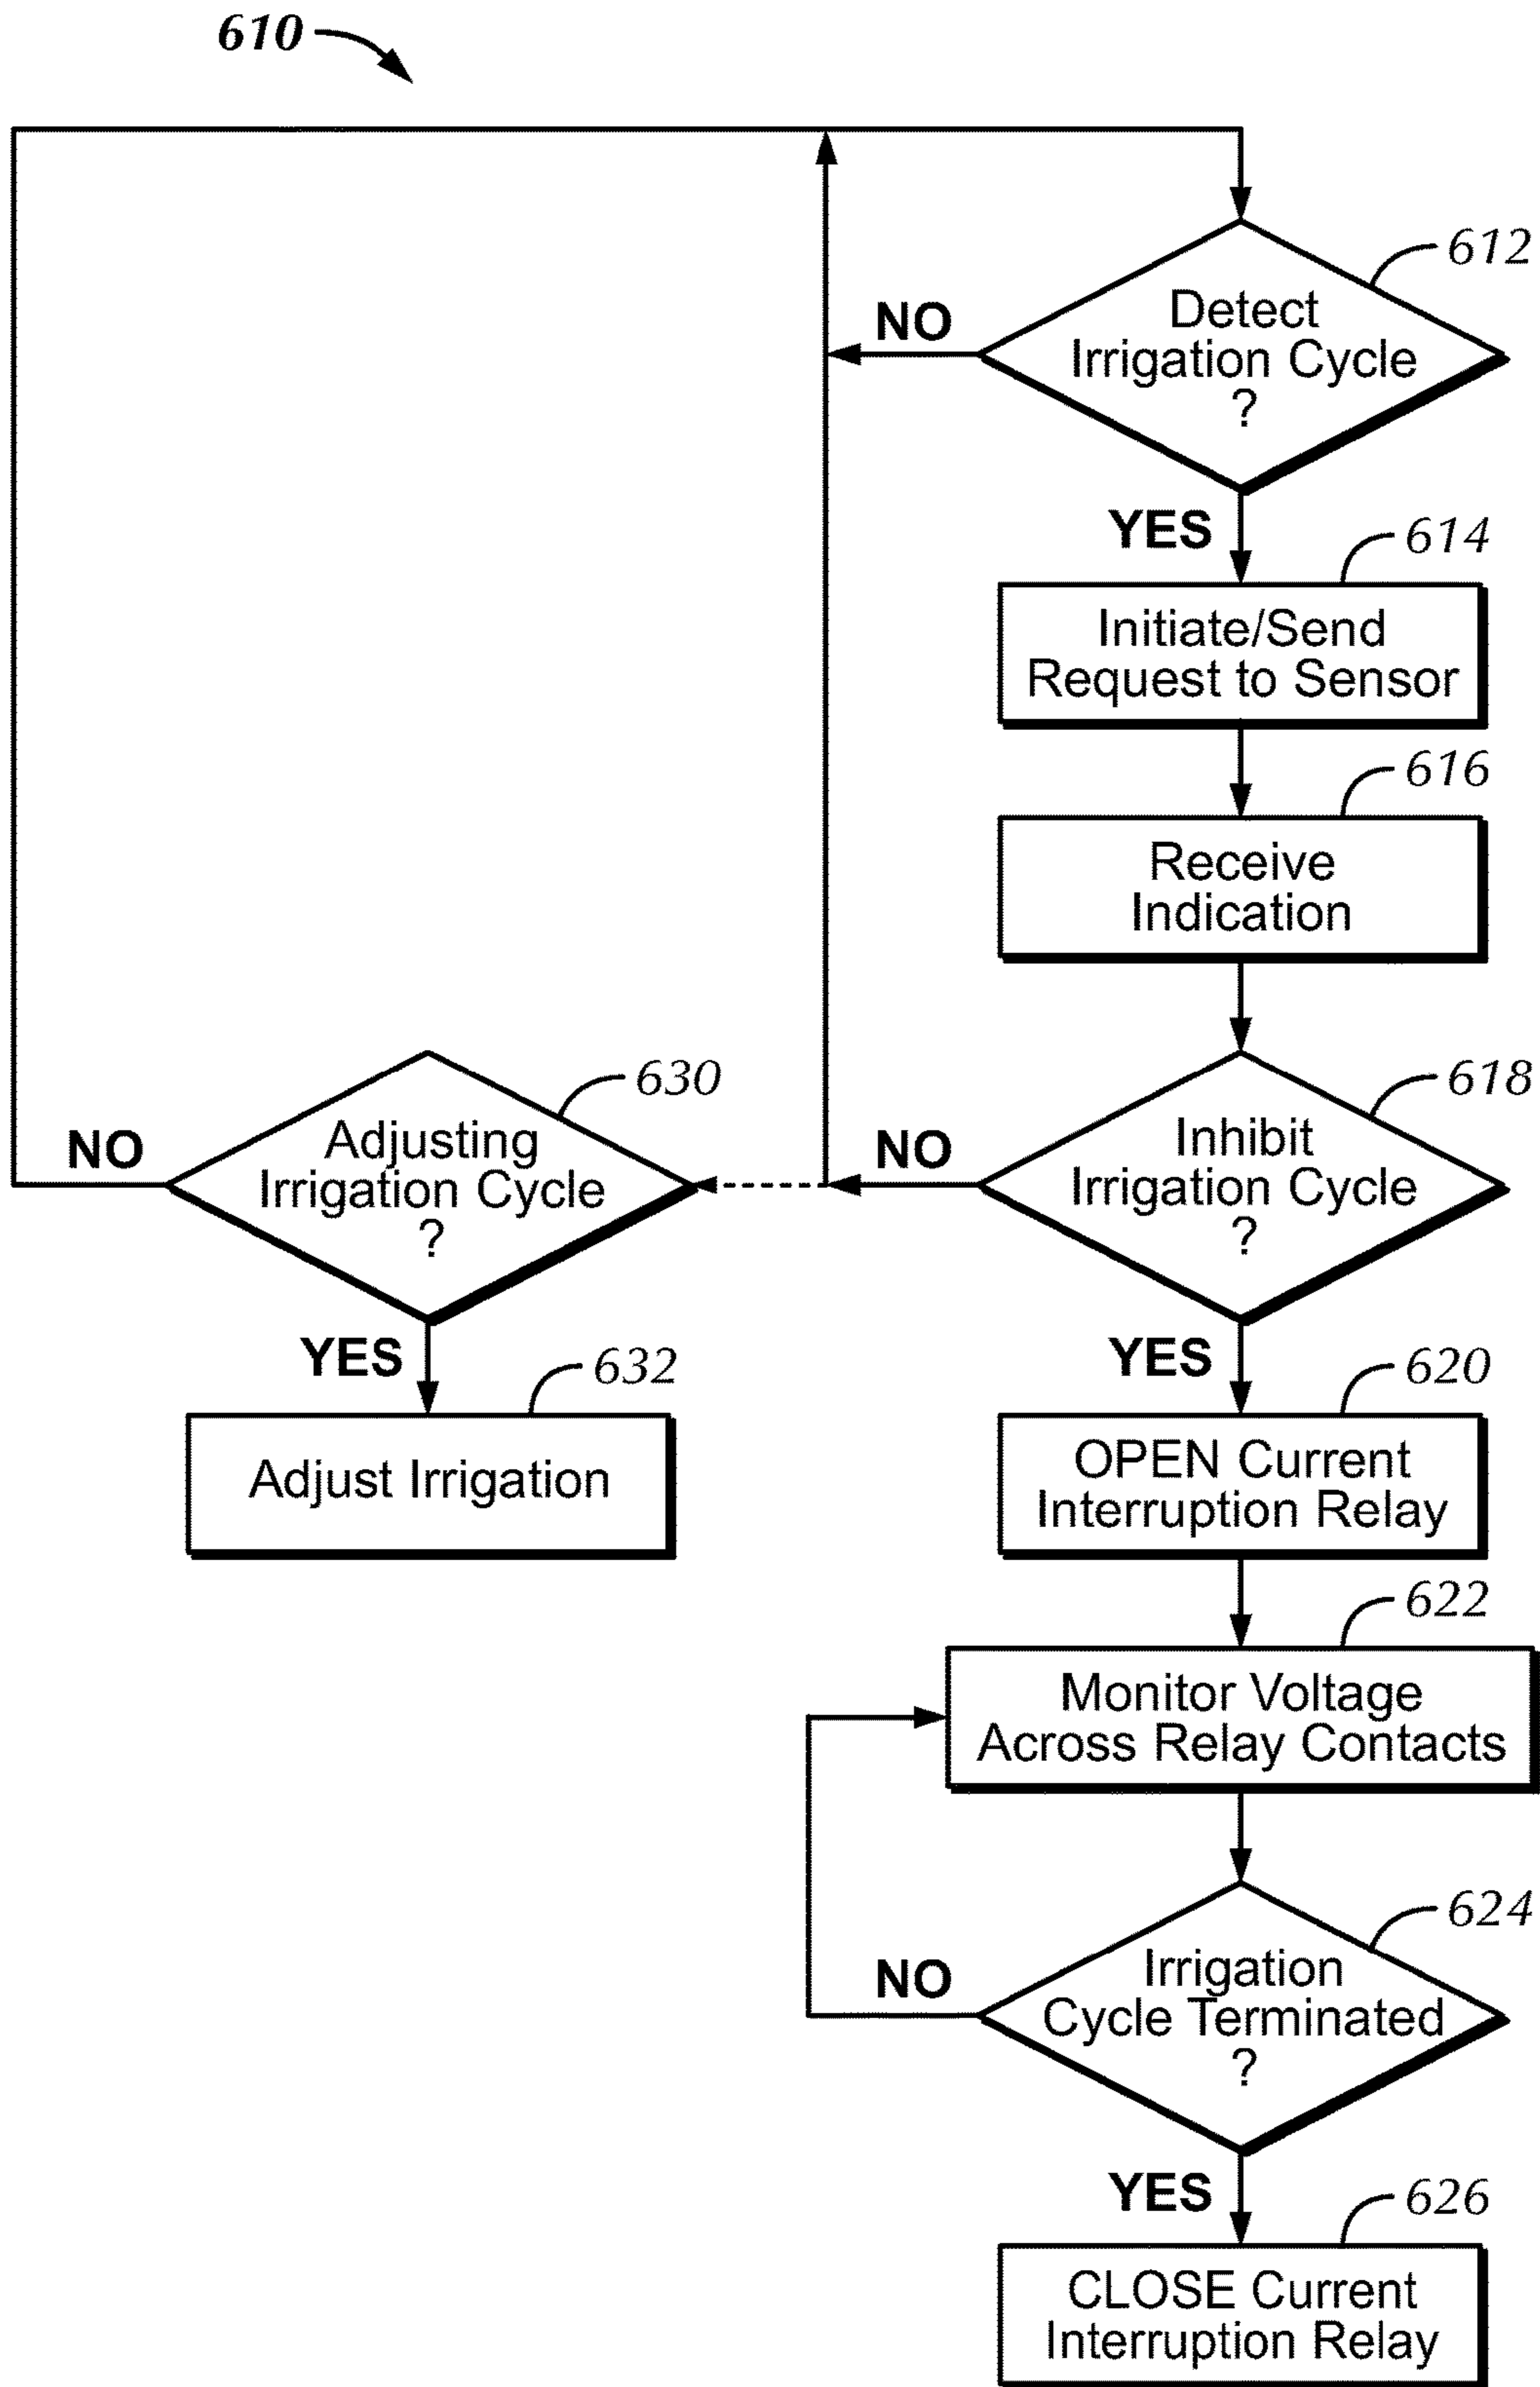 610
612
Detect
Irrigation Cycle
?
NO
YES
614
Initiate/Send
Request to Sensor
616
Receive
Indication
630
Adjusting
Irrigation Cycle
?
NO
618
Inhibit
Irrigation Cycle
?
NO
YES
632
Adjust Irrigation
YES
620
OPEN Current
Interruption Relay
622
Monitor Voltage
Across Relay Contacts
624
Irrigation
Cycle Terminated
?
NO
YES
626
CLOSE Current
Interruption Relay